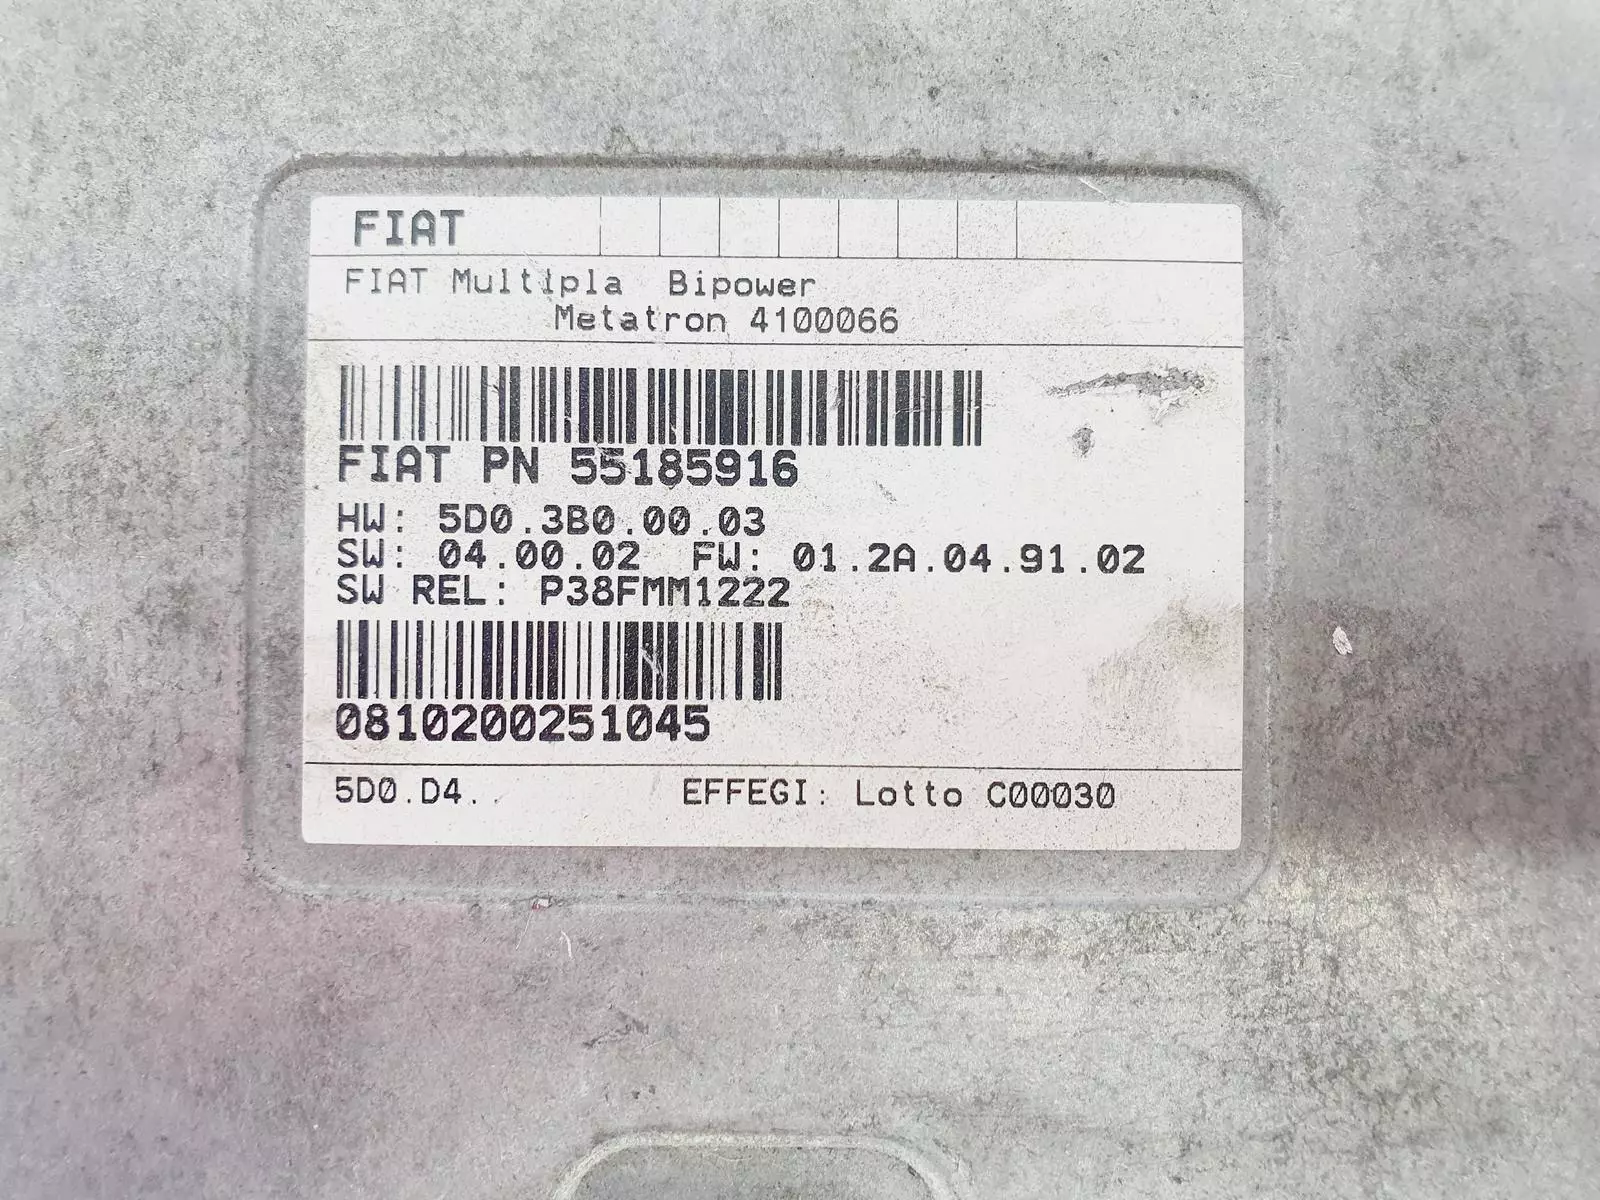 FIAT
FIAT Multipla Bipower
Metatron 4100066
FIAT PN 55185916
HW: 5D0.3B0.00.03
SW: 04.00.02 FW: 01.2A.04.91.02
SW REL: P38FMM1222
0810200251045
5D0.D4.
EFFEGI: Lotto C00030